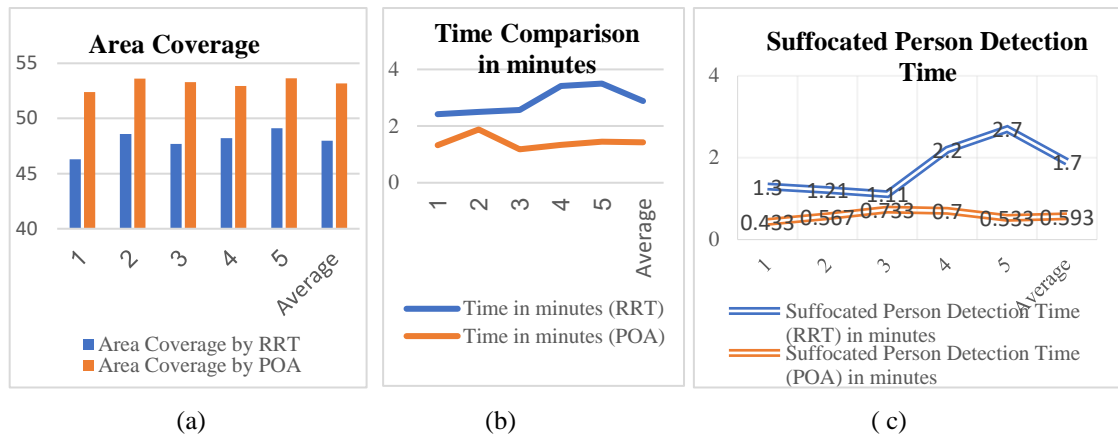 Area Coverage
55
50
45
40
1 2 3 4 5 Average
Area Coverage by RRT
Area Coverage by POA
(a)
Time Comparison
in minutes
4
2
0
1 2 3 4 5 Average
Time in minutes (RRT)
Time in minutes (POA)
(b)
Suffocated Person Detection
Time
4
2
0
1.3 1.21 1.11 2.2 2.7 1.7
0.433 0.567 0.733 0.7 0.533 0.593
1 2 3 4 5 Average
Suffocated Person Detection Time
(RRT) in minutes
Suffocated Person Detection Time
(POA) in minutes
( c)